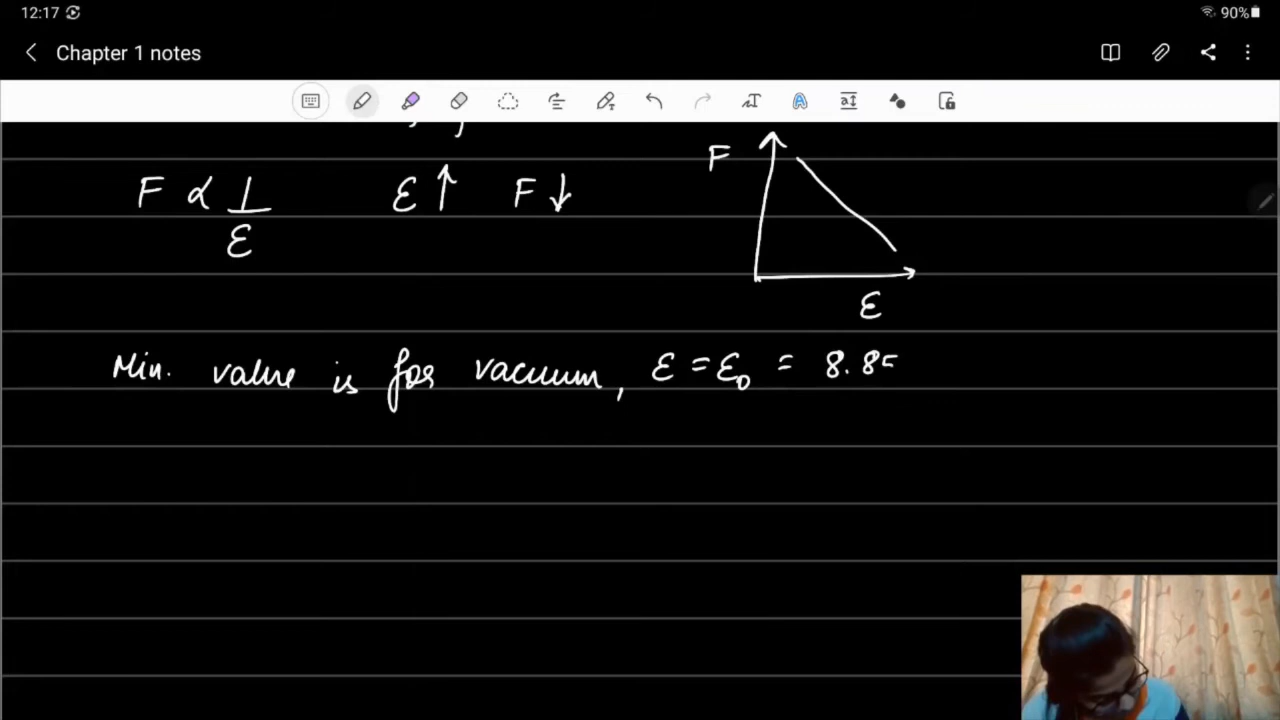 12:17 90%
Chapter 1 notes
F ∝ 1/ε ε ↑ F ↓
F
ε
Min. value is for vacuum, ε = ε₀ = 8.85